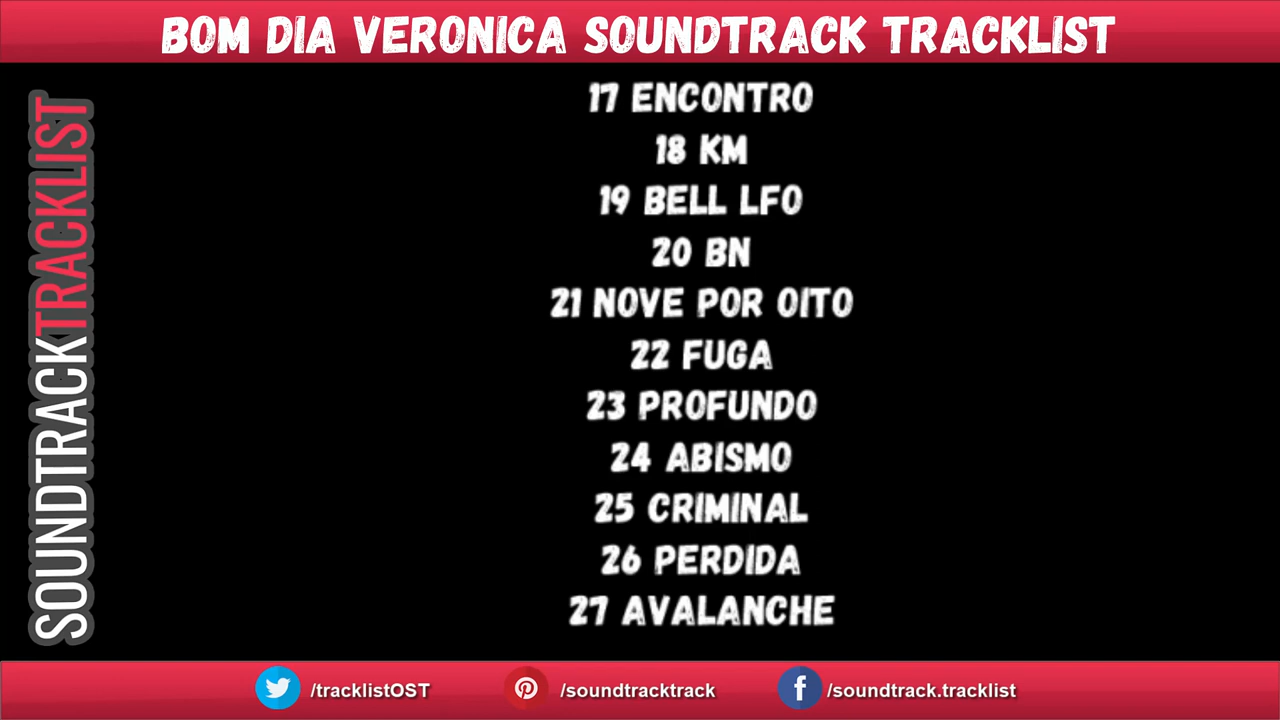 BOM DIA VERONICA SOUNDTRACK TRACKLIST
SOUNDTRACKTRACKLIST
17 ENCONTRO
18 KM
19 BELL LFO
20 BN
21 NOVE POR OITO
22 FUGA
23 PROFUNDO
24 ABISMO
25 CRIMINAL
26 PERDIDA
27 AVALANCHE
/tracklistOST
/soundtracktrack
/soundtrack.tracklist